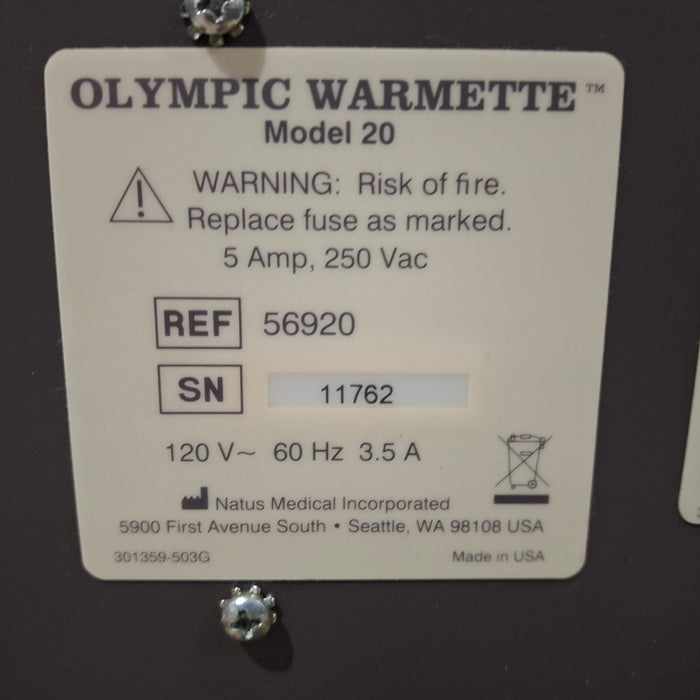 OLYMPIC WARMETTE ™
Model 20
WARNING: Risk of fire.
Replace fuse as marked.
5 Amp, 250 Vac
REF 56920
SN 11762
120 V~ 60 Hz 3.5 A
Natus Medical Incorporated
5900 First Avenue South • Seattle, WA 98108 USA
301359-503G Made in USA